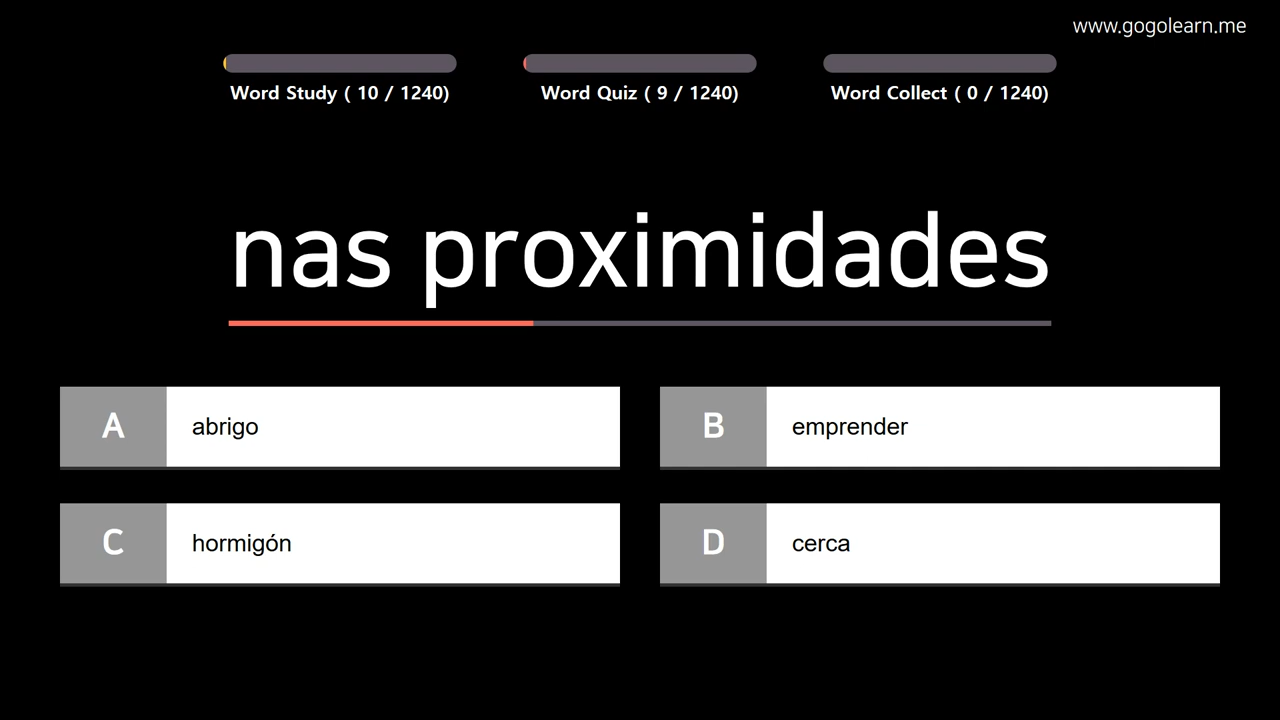 www.gogolearn.me
Word Study ( 10 / 1240)
Word Quiz ( 9 / 1240)
Word Collect ( 0 / 1240)
nas proximidades
A abrigo
B emprender
C hormigón
D cerca